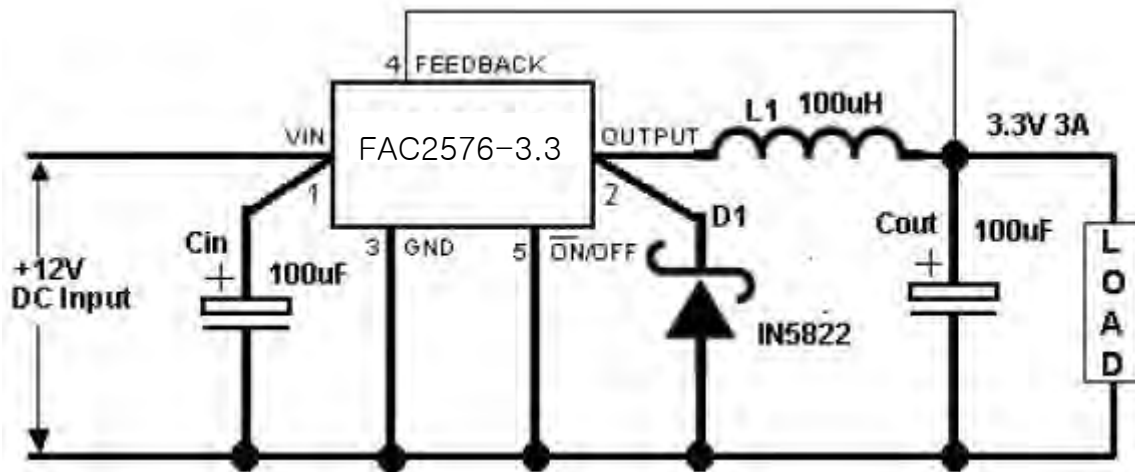 4 FEEDBACK
VIN
FAC2576-3.3
OUTPUT
L1 100uH
3.3V 3A
1
2
D1
Cin
+
100uF
3 GND
5 ON/OFF
Cout
+
100uF
+12V
DC Input
IN5822
LOAD